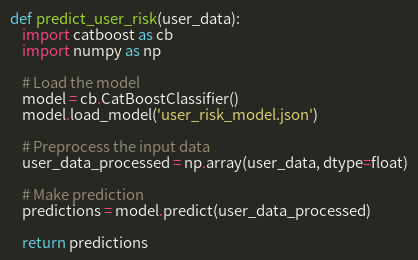 def predict_user_risk(user_data):
    import catboost as cb
    import numpy as np

    # Load the model
    model = cb.CatBoostClassifier()
    model.load_model('user_risk_model.json')

    # Preprocess the input data
    user_data_processed = np.array(user_data, dtype=float)

    # Make prediction
    predictions = model.predict(user_data_processed)

    return predictions